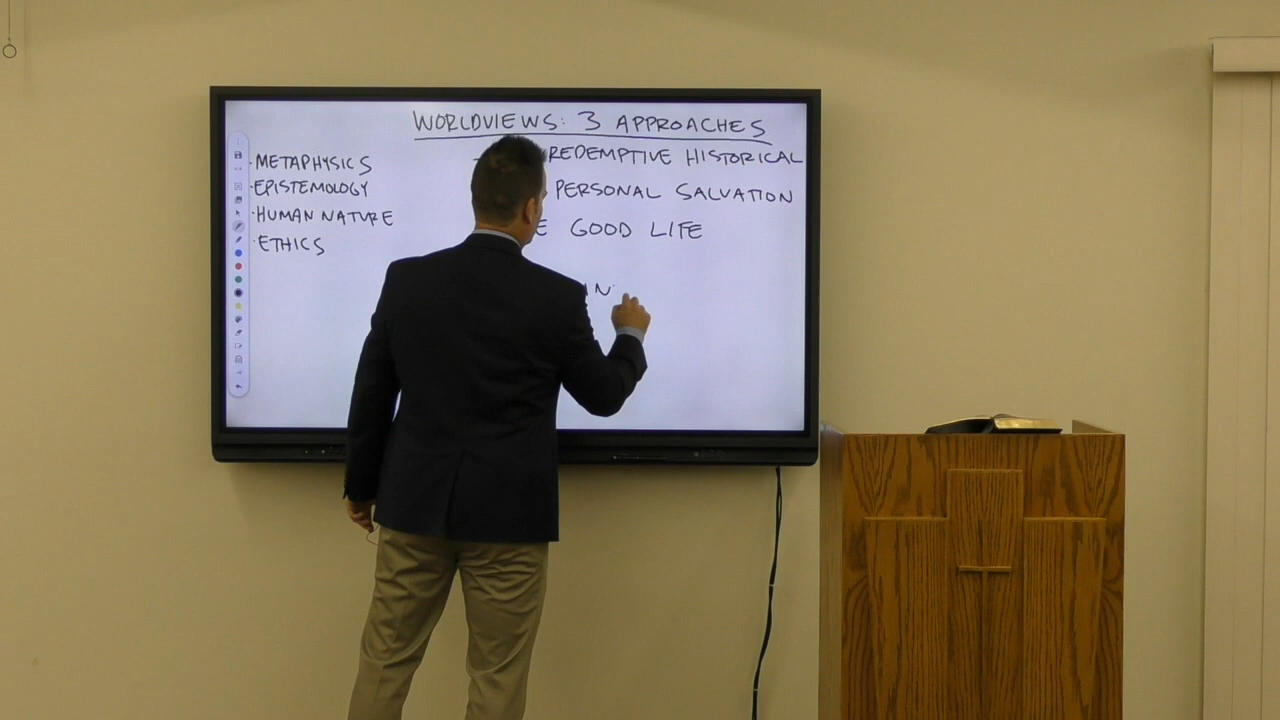 WORLDVIEWS: 3 APPROACHES
METAPHYSICS
EPISTEMOLOGY
HUMAN NATURE
ETHICS
REDEMPTIVE HISTORICAL
PERSONAL SALVATION
GOOD LIFE